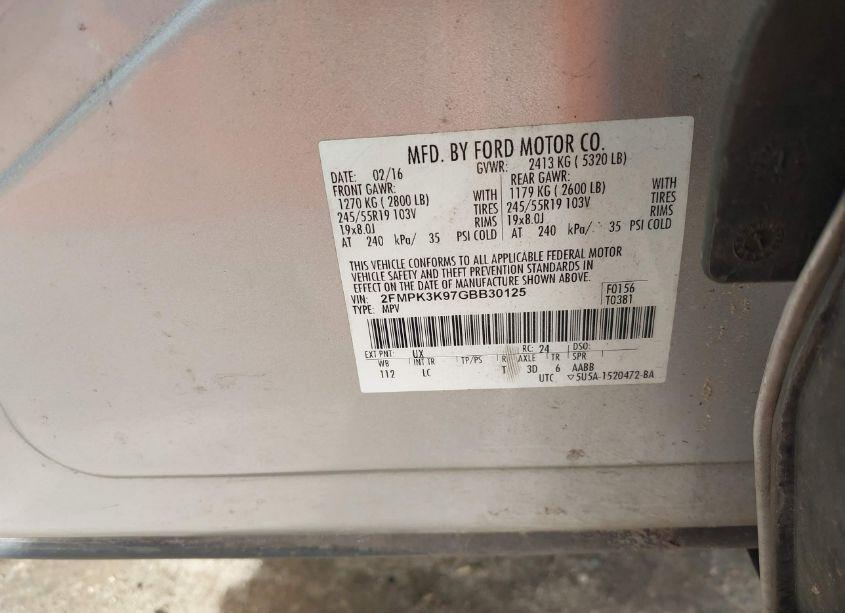 MFD. BY FORD MOTOR CO.
DATE: 02/16 GVWR: 2413 KG ( 5320 LB)
FRONT GAWR: REAR GAWR:
1270 KG ( 2800 LB) WITH 1179 KG ( 2600 LB) WITH
245/55R19 103V TIRES 245/55R19 103V TIRES
19x8.0J RIMS 19x8.0J RIMS
AT 240 kPa/ 35 PSI COLD AT 240 kPa/ 35 PSI COLD
THIS VEHICLE CONFORMS TO ALL APPLICABLE FEDERAL MOTOR
VEHICLE SAFETY AND THEFT PREVENTION STANDARDS IN
EFFECT ON THE DATE OF MANUFACTURE SHOWN ABOVE.
VIN: 2FMPK3K97GBB30125 F0156
TYPE: MPV T0381
EXT PNT: UX RC: 24 DSO:
WB INT TR TP/PS R AXLE TR SPR
112 LC T 3D 6 AABB
UTC ▽5U5A-1520472-BA